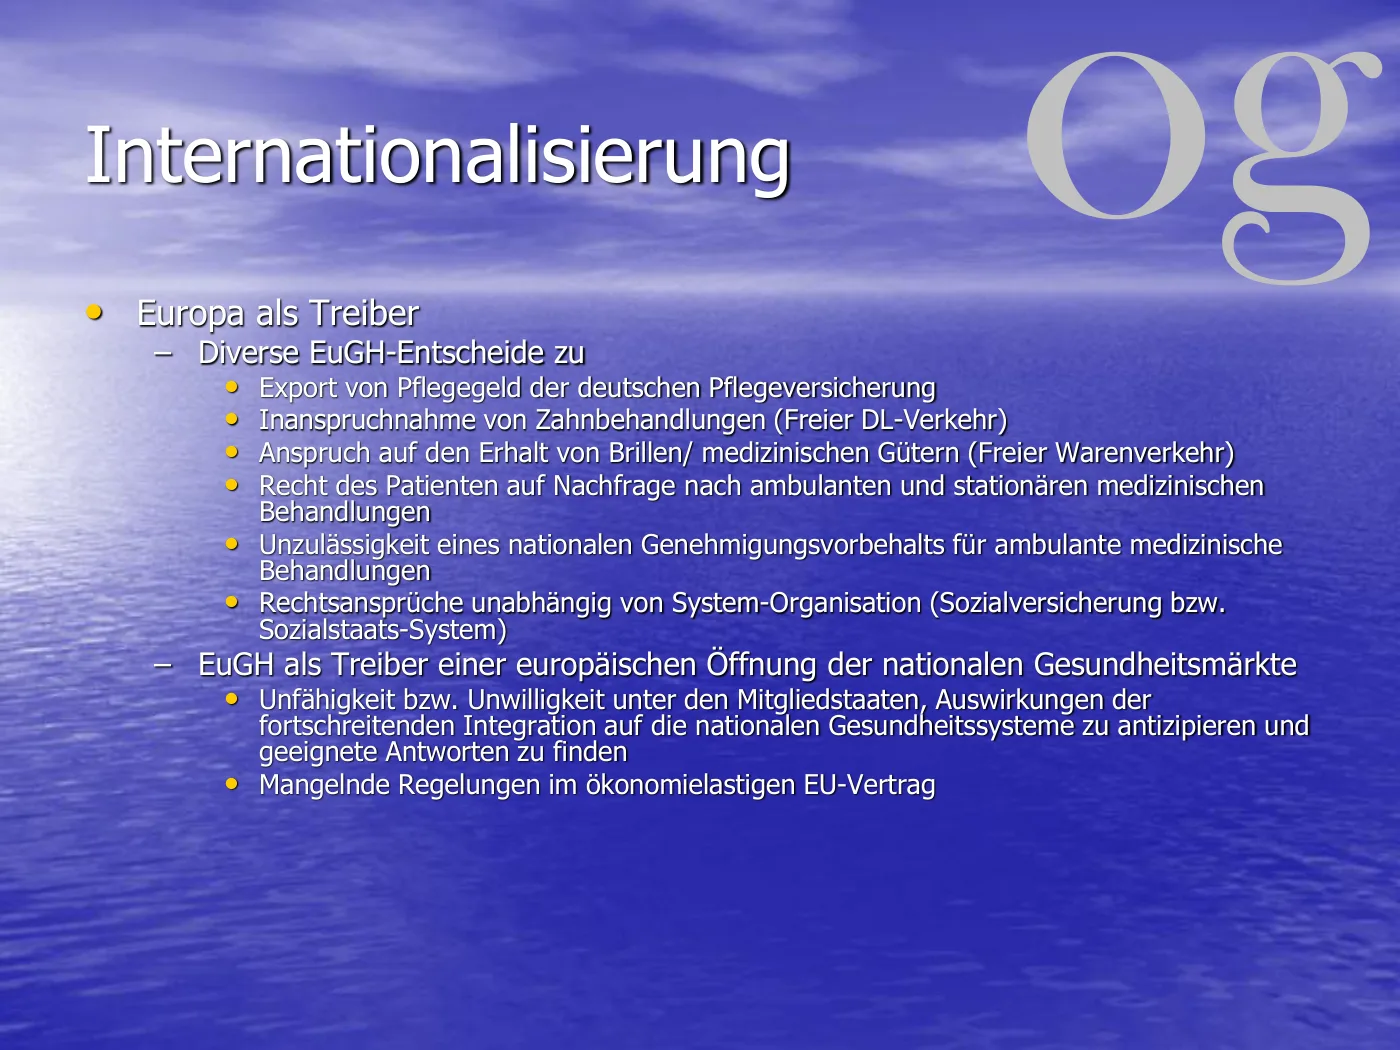 og
Internationalisierung
• Europa als Treiber
– Diverse EuGH-Entscheide zu
• Export von Pflegegeld der deutschen Pflegeversicherung
• Inanspruchnahme von Zahnbehandlungen (Freier DL-Verkehr)
• Anspruch auf den Erhalt von Brillen/ medizinischen Gütern (Freier Warenverkehr)
• Recht des Patienten auf Nachfrage nach ambulanten und stationären medizinischen
Behandlungen
• Unzulässigkeit eines nationalen Genehmigungsvorbehalts für ambulante medizinische
Behandlungen
• Rechtsansprüche unabhängig von System-Organisation (Sozialversicherung bzw.
Sozialstaats-System)
– EuGH als Treiber einer europäischen Öffnung der nationalen Gesundheitsmärkte
• Unfähigkeit bzw. Unwilligkeit unter den Mitgliedstaaten, Auswirkungen der
fortschreitenden Integration auf die nationalen Gesundheitssysteme zu antizipieren und
geeignete Antworten zu finden
• Mangelnde Regelungen im ökonomielastigen EU-Vertrag